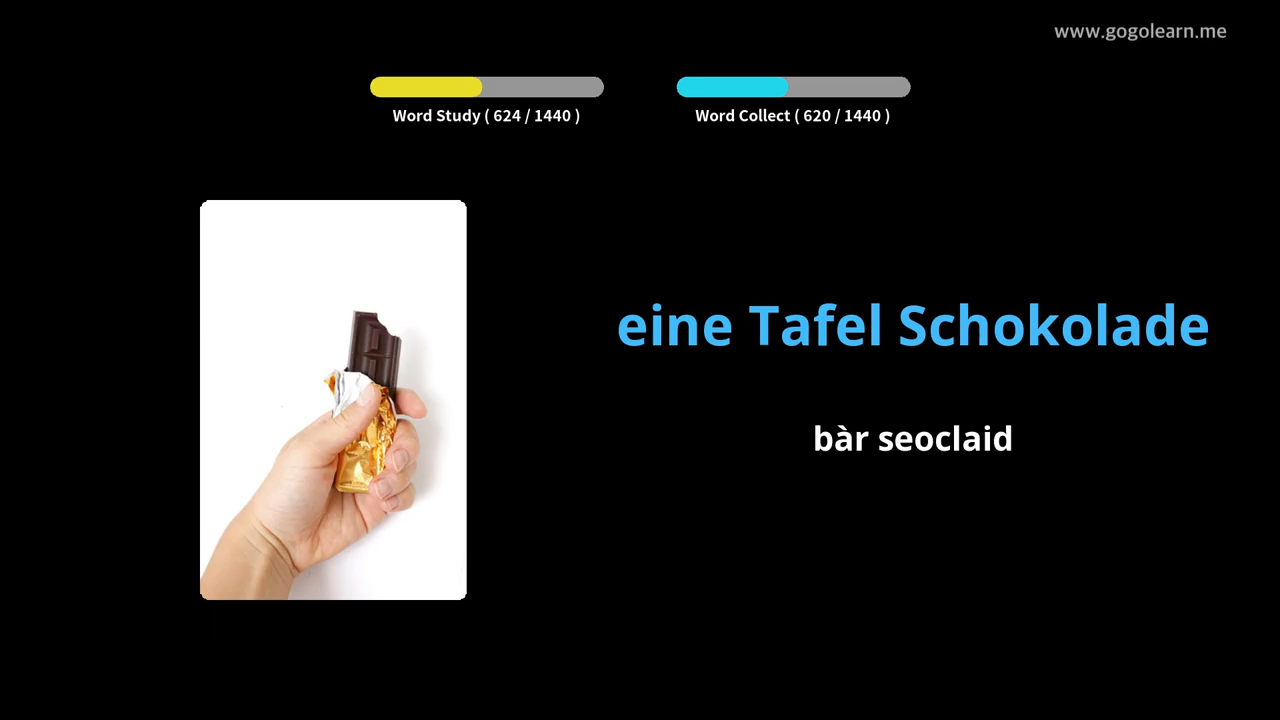 www.gogolearn.me
Word Study ( 624 / 1440 )
Word Collect ( 620 / 1440 )
eine Tafel Schokolade
bàr seoclaid